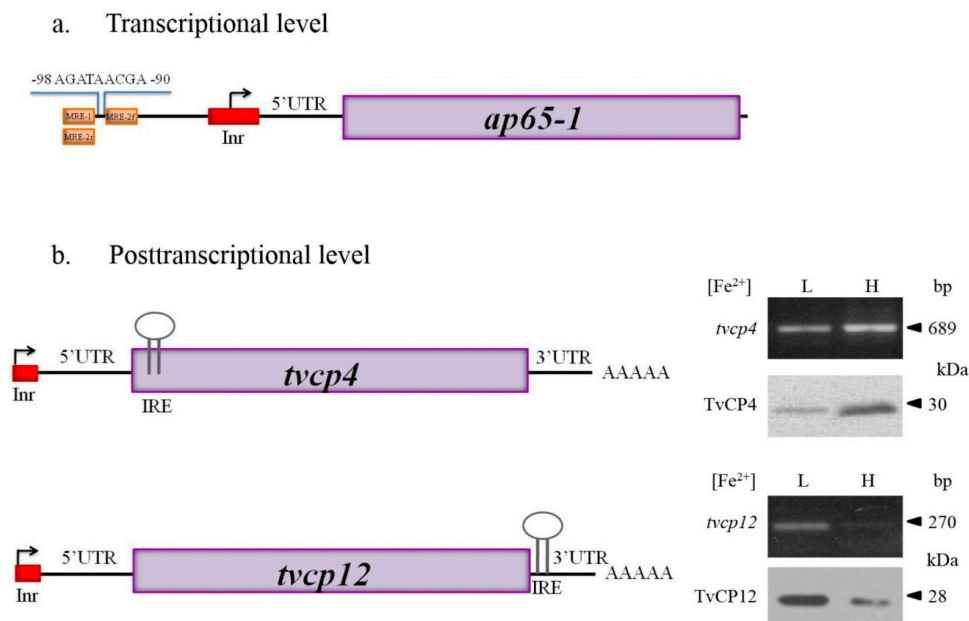 a. Transcriptional level
-98 AGATAACGA -90
MRE-1 MRE-2f
MRE-2r
Inr
5’UTR
ap65-1
b. Posttranscriptional level
5’UTR
tvcp4
3’UTR
AAAAA
Inr
IRE
[Fe2+] L H bp
tvcp4 689
kDa
TvCP4 30
5’UTR
tvcp12
3’UTR
AAAAA
Inr
IRE
[Fe2+] L H bp
tvcp12 270
kDa
TvCP12 28